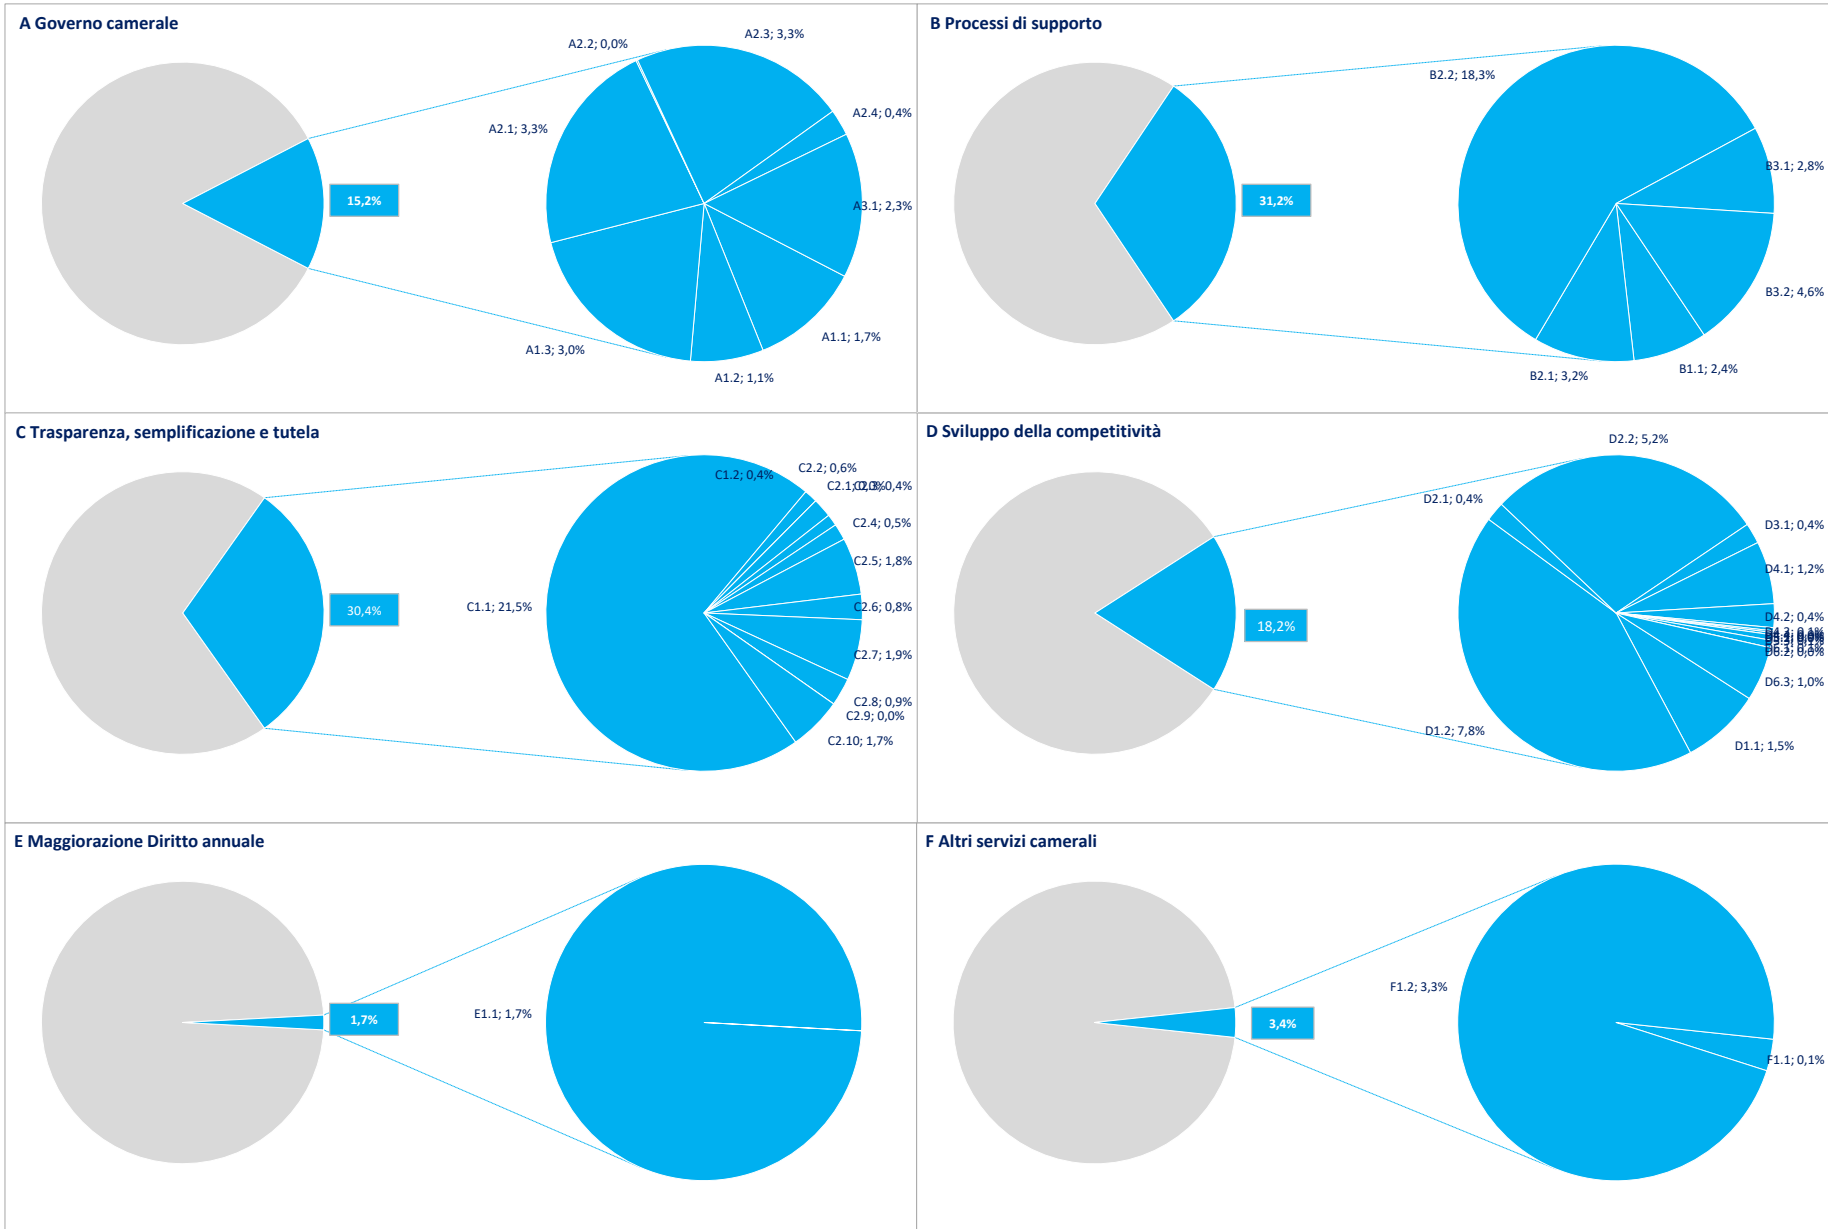 A Governo camerale
A2.2; 0,0%
A2.3; 3,3%
A2.1; 3,3%
A2.4; 0,4%
15,2%
A3.1; 2,3%
A1.1; 1,7%
A1.3; 3,0%
A1.2; 1,1%
B Processi di supporto
B2.2; 18,3%
B3.1; 2,8%
31,2%
B3.2; 4,6%
B1.1; 2,4%
B2.1; 3,2%
C Trasparenza, semplificazione e tutela
C1.2; 0,4%
C2.2; 0,6%
C2.4; 0,5%
C2.5; 1,8%
C1.1; 21,5%
30,4%
C2.6; 0,8%
C2.7; 1,9%
C2.8; 0,9%
C2.9; 0,0%
C2.10; 1,7%
D Sviluppo della competitività
D2.2; 5,2%
D2.1; 0,4%
D3.1; 0,4%
D4.1; 1,2%
D4.2; 0,4%
18,2%
D6.2; 0,0%
D6.3; 1,0%
D1.2; 7,8%
D1.1; 1,5%
E Maggiorazione Diritto annuale
E1.1; 1,7%
1,7%
F Altri servizi camerali
F1.2; 3,3%
3,4%
F1.1; 0,1%